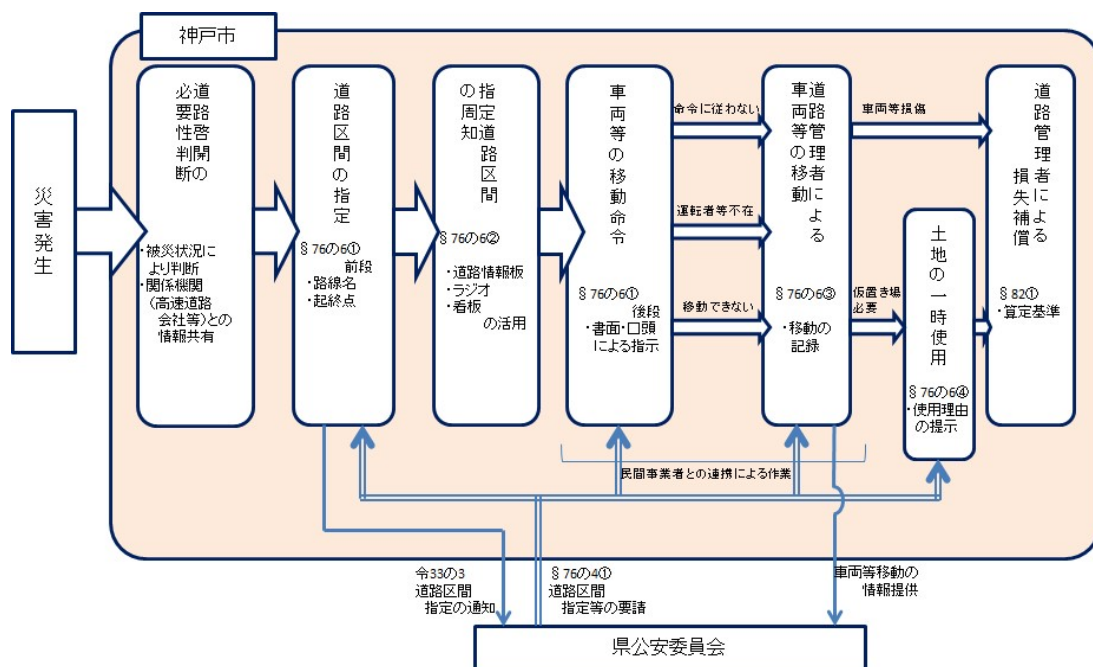 神戸市
災害発生
道路啓開の
必要性判断
・被災状況に
より判断
・関係機関
(高速道路
会社等)との
情報共有
道路区間の指定
§76の6①
前段
・路線名
・起終点
指定道路区間
の周知
§76の6②
・道路情報板
・ラジオ
・看板
の活用
車両等の移動命令
§76の6①
後段
・書面・口頭
による指示
命令に従わない
運転者等不在
移動できない
道路管理者による
車両等の移動
§76の6③
・移動の
記録
車両等損傷
仮置き場
必要
土地の一時使用
§76の6④
・使用理由
の提示
道路管理者による
損失補償
§82①
・算定基準
民間事業者との連携による作業
令33の3
道路区間
指定の通知
§76の4①
道路区間
指定等の要請
車両等移動の
情報提供
県公安委員会